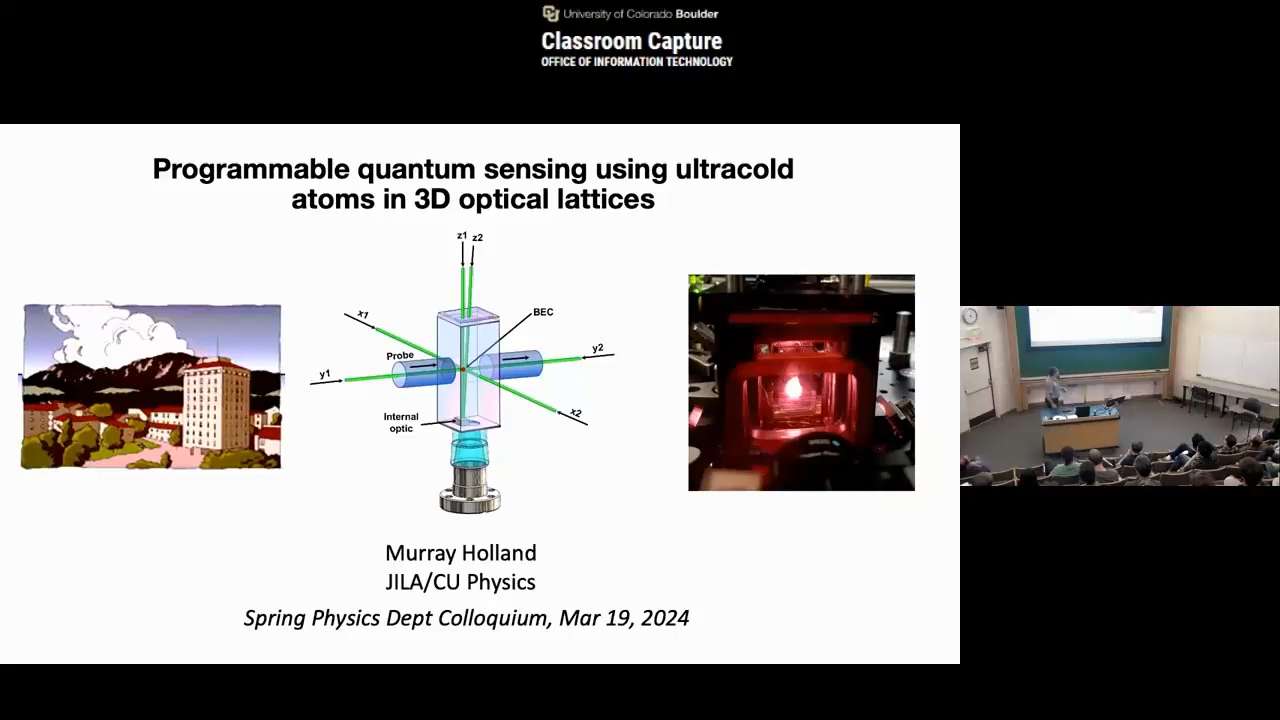 University of Colorado Boulder
Classroom Capture
OFFICE OF INFORMATION TECHNOLOGY
Programmable quantum sensing using ultracold
atoms in 3D optical lattices
z1 z2
x1
BEC
Probe
y2
y1
x2
Internal
optic
Murray Holland
JILA/CU Physics
Spring Physics Dept Colloquium, Mar 19, 2024